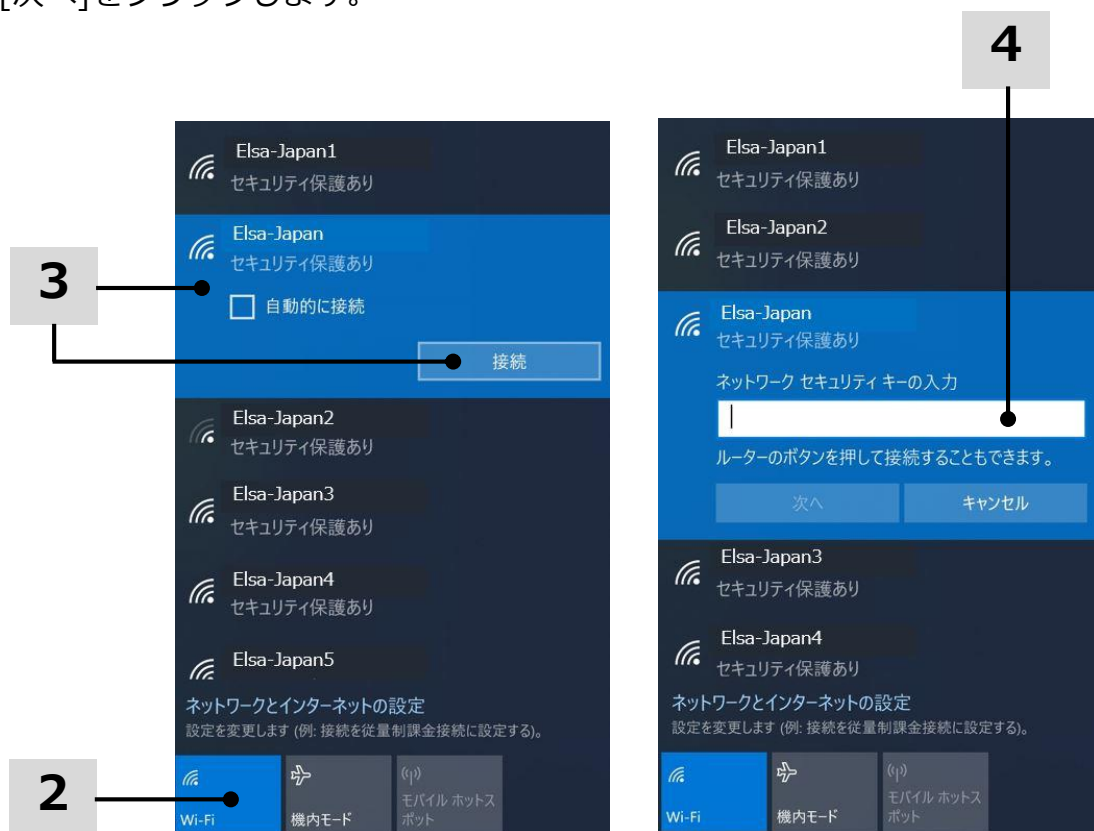 [次へ]をクリックします。
4
Elsa-Japan1
セキュリティ保護あり
Elsa-Japan
セキュリティ保護あり
3
自動的に接続
接続
Elsa-Japan2
セキュリティ保護あり
Elsa-Japan3
セキュリティ保護あり
Elsa-Japan4
セキュリティ保護あり
Elsa-Japan5
ネットワークとインターネットの設定
設定を変更します (例: 接続を従量制課金接続に設定する)。
2
Wi-Fi
機内モード
モバイル ホットス
ポット
Elsa-Japan1
セキュリティ保護あり
Elsa-Japan2
セキュリティ保護あり
Elsa-Japan
セキュリティ保護あり
ネットワーク セキュリティ キーの入力
ルーターのボタンを押して接続することもできます。
次へ
キャンセル
Elsa-Japan3
セキュリティ保護あり
Elsa-Japan4
セキュリティ保護あり
ネットワークとインターネットの設定
設定を変更します (例: 接続を従量制課金接続に設定する)。
Wi-Fi
機内モード
モバイル ホットス
ポット